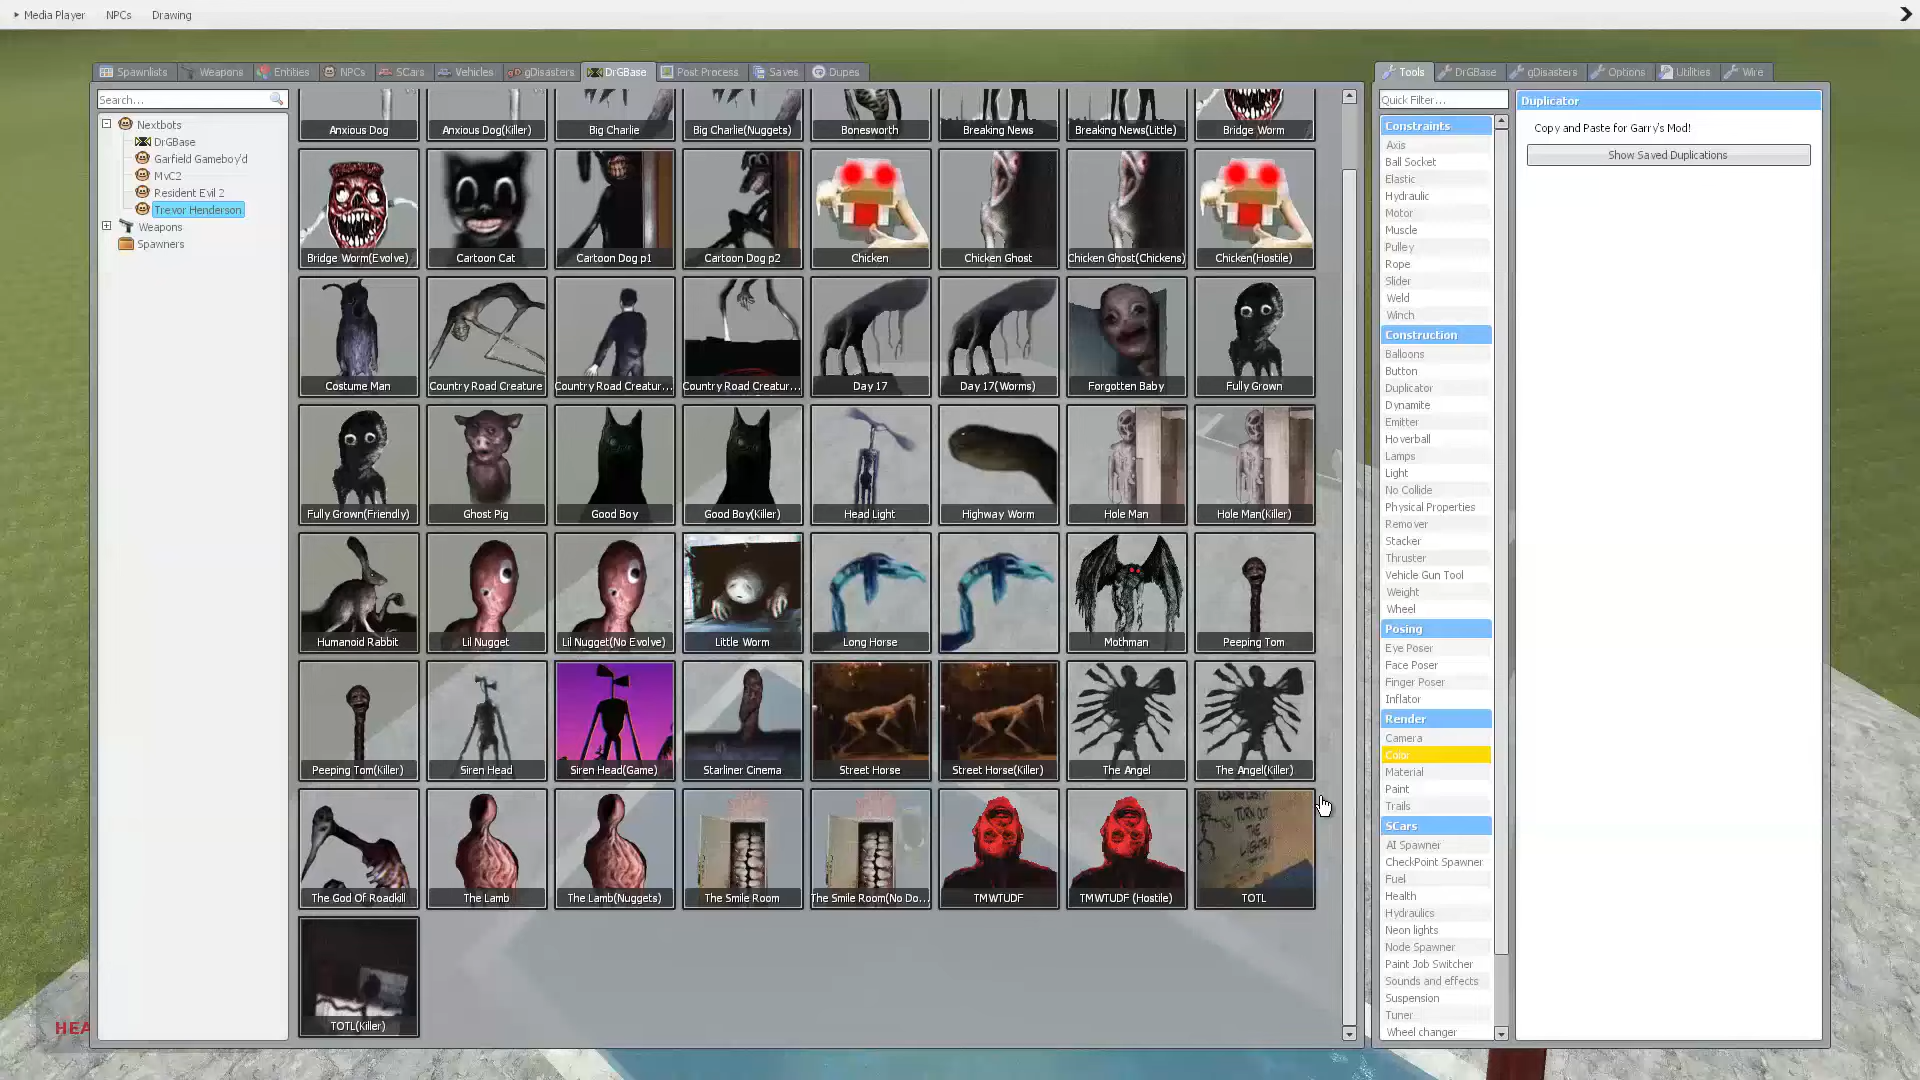 Media Player NPCs Drawing
Spawnlists Weapons Entities NPCs SCars Vehicles gDisasters DrGBase Post Process Saves Dupes
Search...
Nextbots
DrGBase
Garfield Gameboy'd
MvC2
Resident Evil 2
Trevor Henderson
Weapons
Spawners
Anxious Dog Anxious Dog(Killer) Big Charlie Big Charlie(Nuggets) Bonesworth Breaking News Breaking News(Little) Bridge Worm
Bridge Worm(Evolve) Cartoon Cat Cartoon Dog p1 Cartoon Dog p2 Chicken Chicken Ghost Chicken Ghost(Chickens) Chicken(Hostile)
Costume Man Country Road Creature Country Road Creatur... Country Road Creatur... Day 17 Day 17(Worms) Forgotten Baby Fully Grown
Fully Grown(Friendly) Ghost Pig Good Boy Good Boy(Killer) Head Light Highway Worm Hole Man Hole Man(Killer)
Humanoid Rabbit Lil Nugget Lil Nugget(No Evolve) Little Worm Long Horse Mothman Peeping Tom
Peeping Tom(Killer) Siren Head Siren Head(Game) Starliner Cinema Street Horse Street Horse(Killer) The Angel The Angel(Killer)
TURN OUT
THE
The God Of Roadkill The Lamb The Lamb(Nuggets) The Smile Room The Smile Room(No Do... TMWTUDF TMWTUDF (Hostile) TOTL
TOTL(Killer)
HEA
Tools DrGBase gDisasters Options Utilities Wire
Quick Filter...
Constraints
Axis
Ball Socket
Elastic
Hydraulic
Motor
Muscle
Pulley
Rope
Slider
Weld
Winch
Construction
Balloons
Button
Duplicator
Dynamite
Emitter
Hoverball
Lamps
Light
No Collide
Physical Properties
Remover
Stacker
Thruster
Vehicle Gun Tool
Weight
Wheel
Posing
Eye Poser
Face Poser
Finger Poser
Inflator
Render
Camera
Color
Material
Paint
Trails
SCars
AI Spawner
CheckPoint Spawner
Fuel
Health
Hydraulics
Neon lights
Node Spawner
Paint Job Switcher
Sounds and effects
Suspension
Tuner
Wheel changer
Duplicator
Copy and Paste for Garry's Mod!
Show Saved Duplications